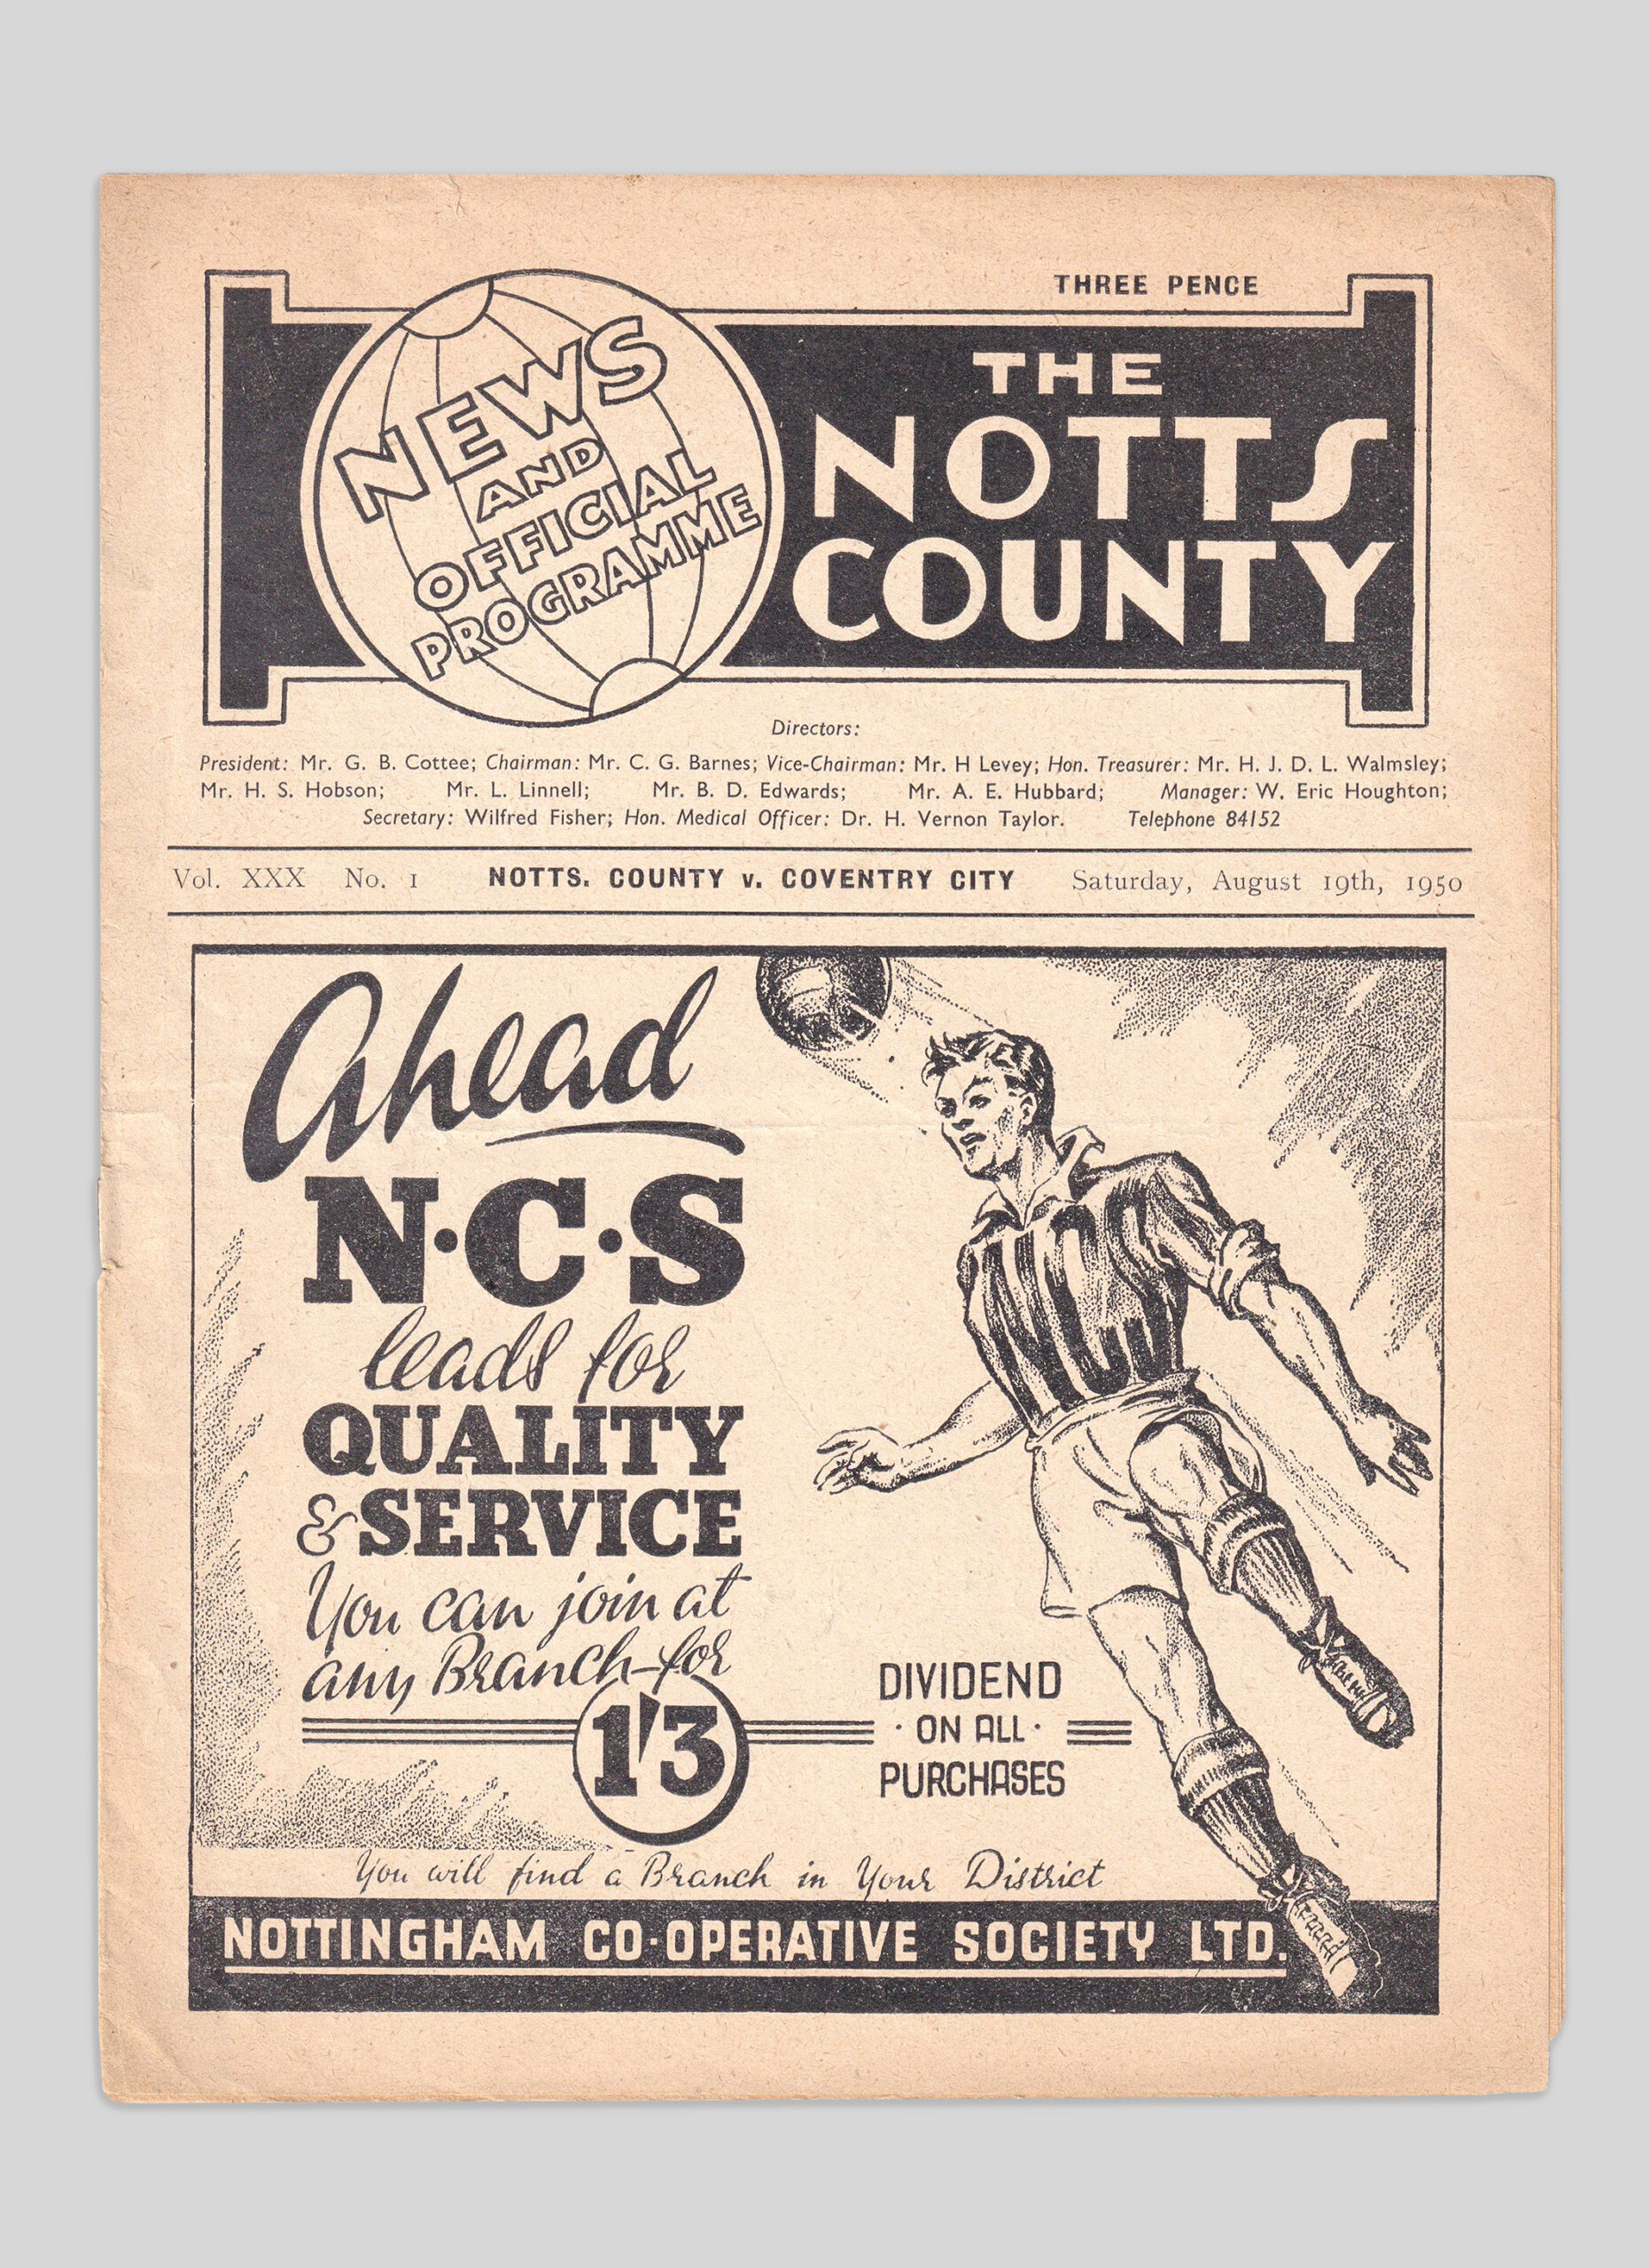 THREE PENCE
NEWS
AND
OFFICIAL
PROGRAMME
THE
NOTTS
COUNTY
Directors:
President: Mr. G. B. Cottee; Chairman: Mr. C. G. Barnes; Vice-Chairman: Mr. H Levey; Hon. Treasurer: Mr. H. J. D. L. Walmsley;
Mr. H. S. Hobson; Mr. L. Linnell; Mr. B. D. Edwards; Mr. A. E. Hubbard; Manager: W. Eric Houghton;
Secretary: Wilfred Fisher; Hon. Medical Officer: Dr. H. Vernon Taylor. Telephone 84152
Vol. XXX No. 1 NOTTS. COUNTY v. COVENTRY CITY Saturday, August 19th, 1950
Ahead
N·C·S
leads for
QUALITY
& SERVICE
You can join at
any Branch-for
1'3
DIVIDEND
· ON ALL ·
PURCHASES
NCS
You will find a Branch in Your District
NOTTINGHAM CO-OPERATIVE SOCIETY LTD.